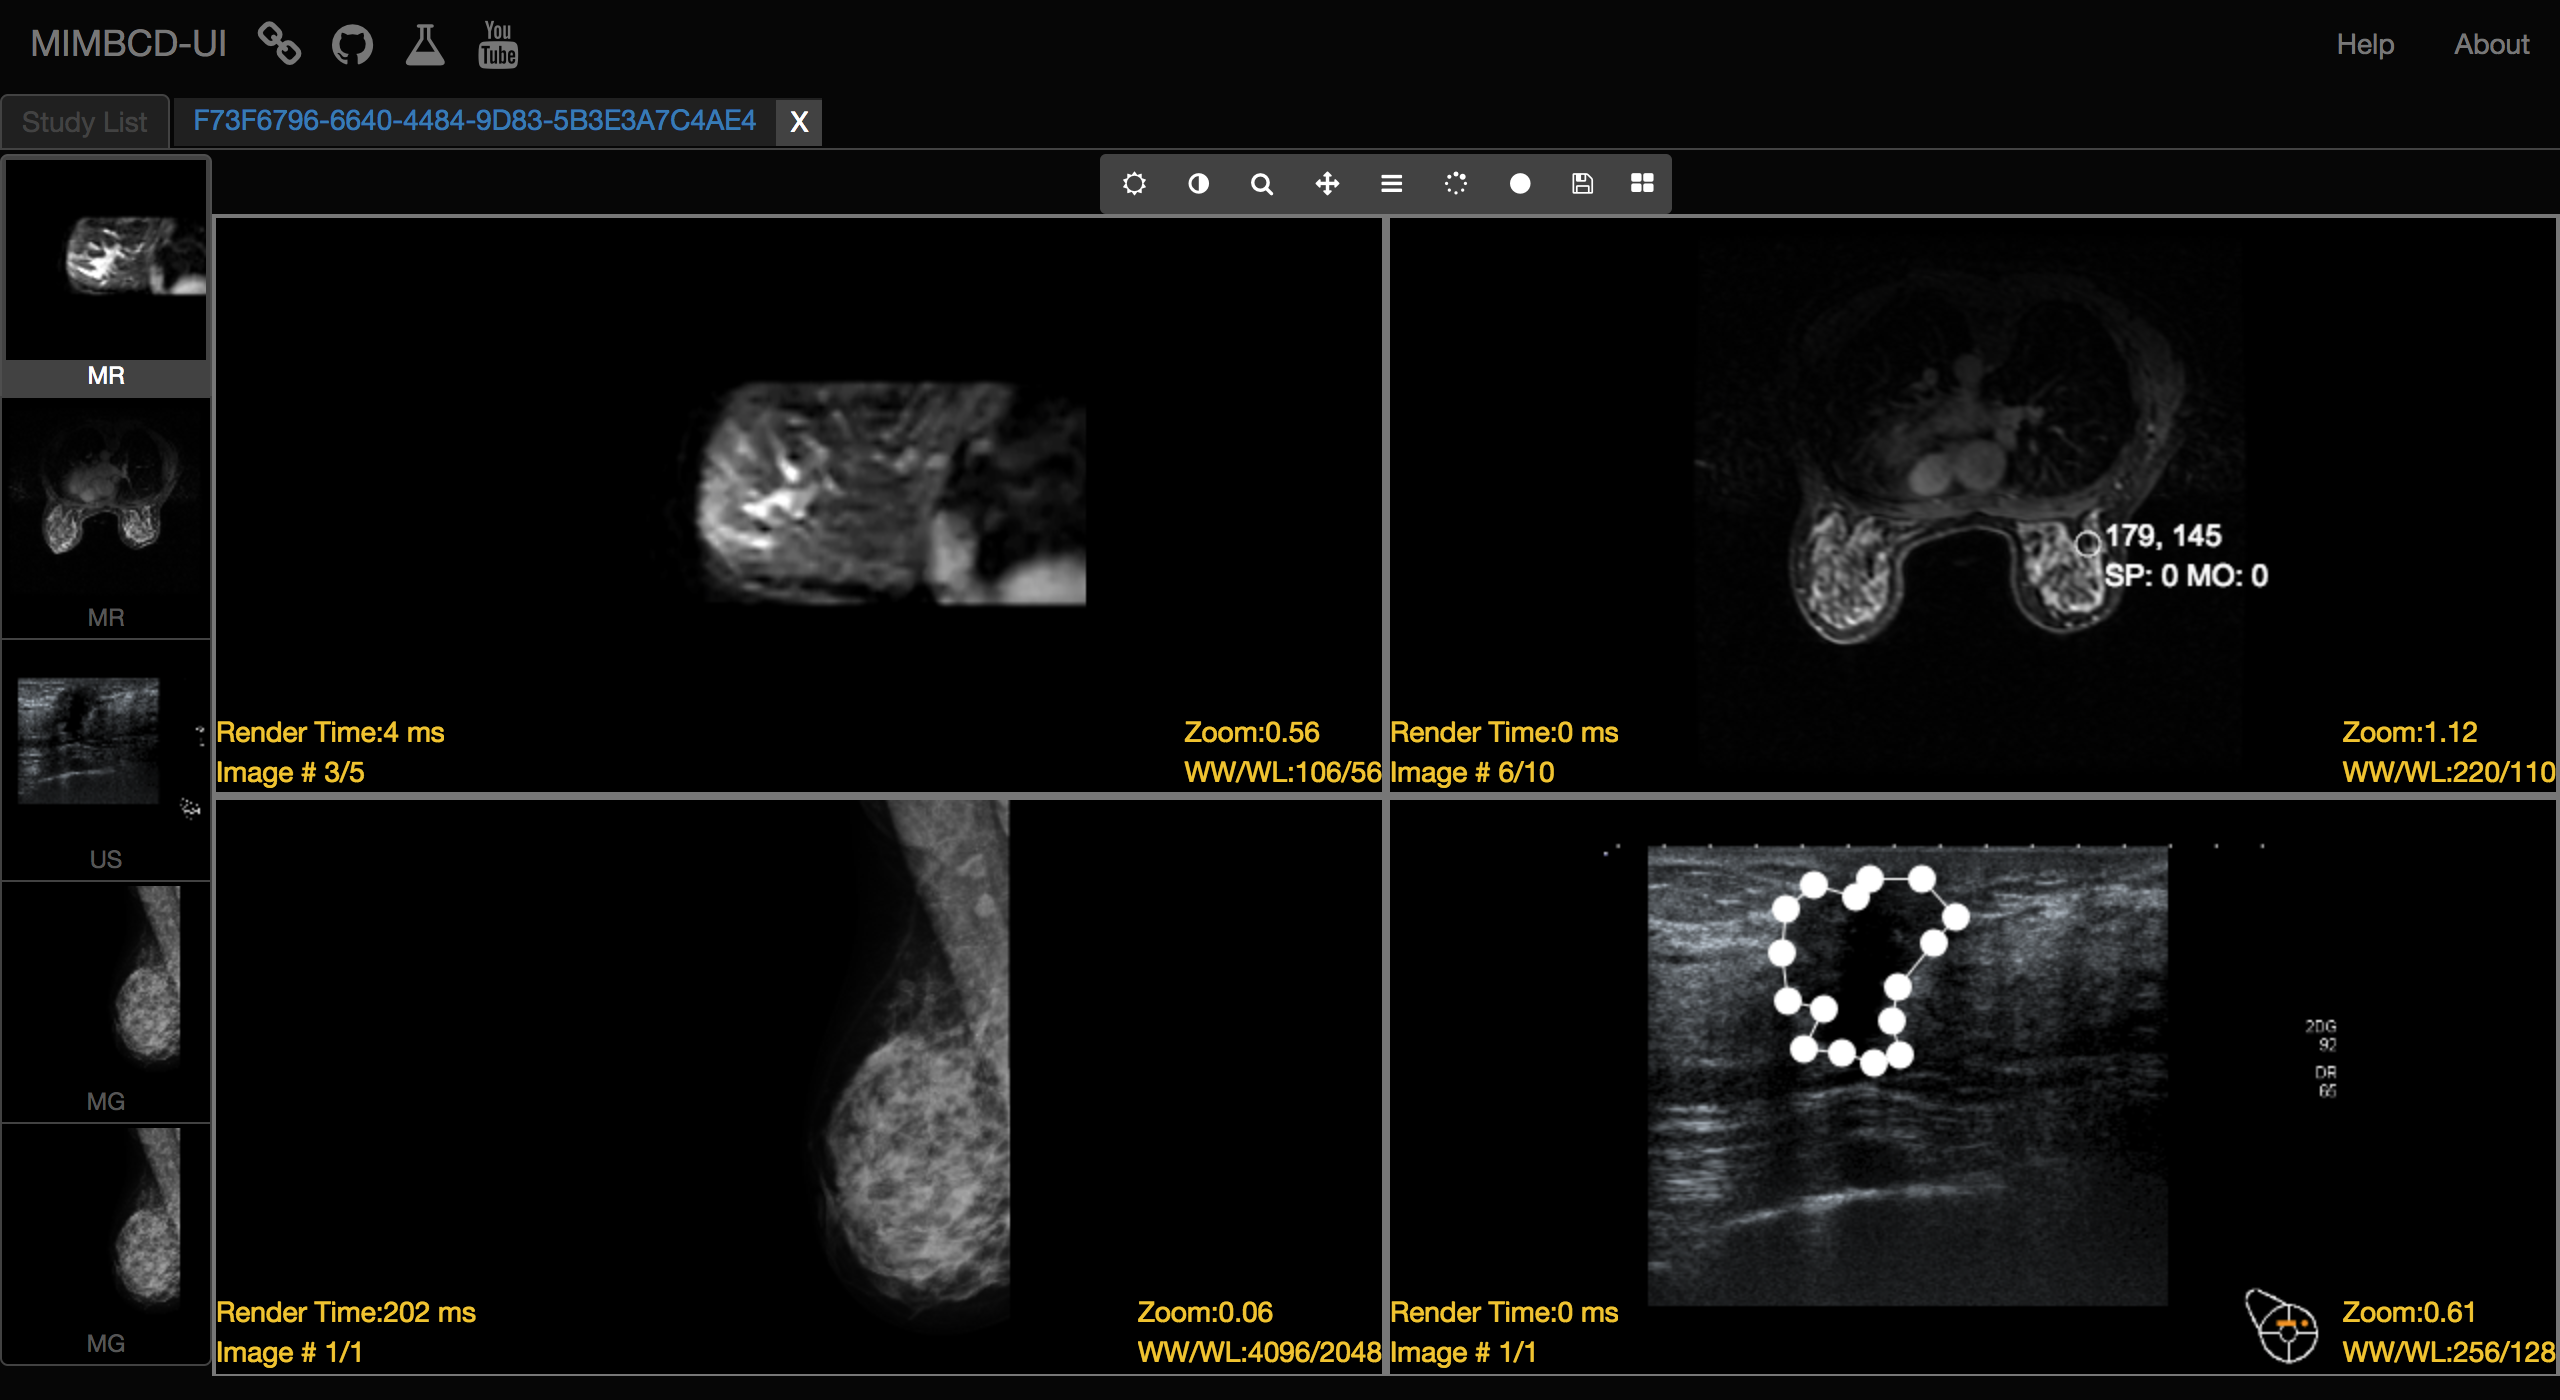 MIMBCD-UI
You
Tube
Help
About
Study List
F73F6796-6640-4484-9D83-5B3E3A7C4AE4
X
MR
MR
US
MG
MG
Render Time:4 ms
Image # 3/5
Zoom:0.56
WW/WL:106/56
179, 145
SP: 0 MO: 0
Render Time:0 ms
Image # 6/10
Zoom:1.12
WW/WL:220/110
Render Time:202 ms
Image # 1/1
Zoom:0.06
WW/WL:4096/2048
2DG
92
DR
65
Render Time:0 ms
Image # 1/1
Zoom:0.61
WW/WL:256/128